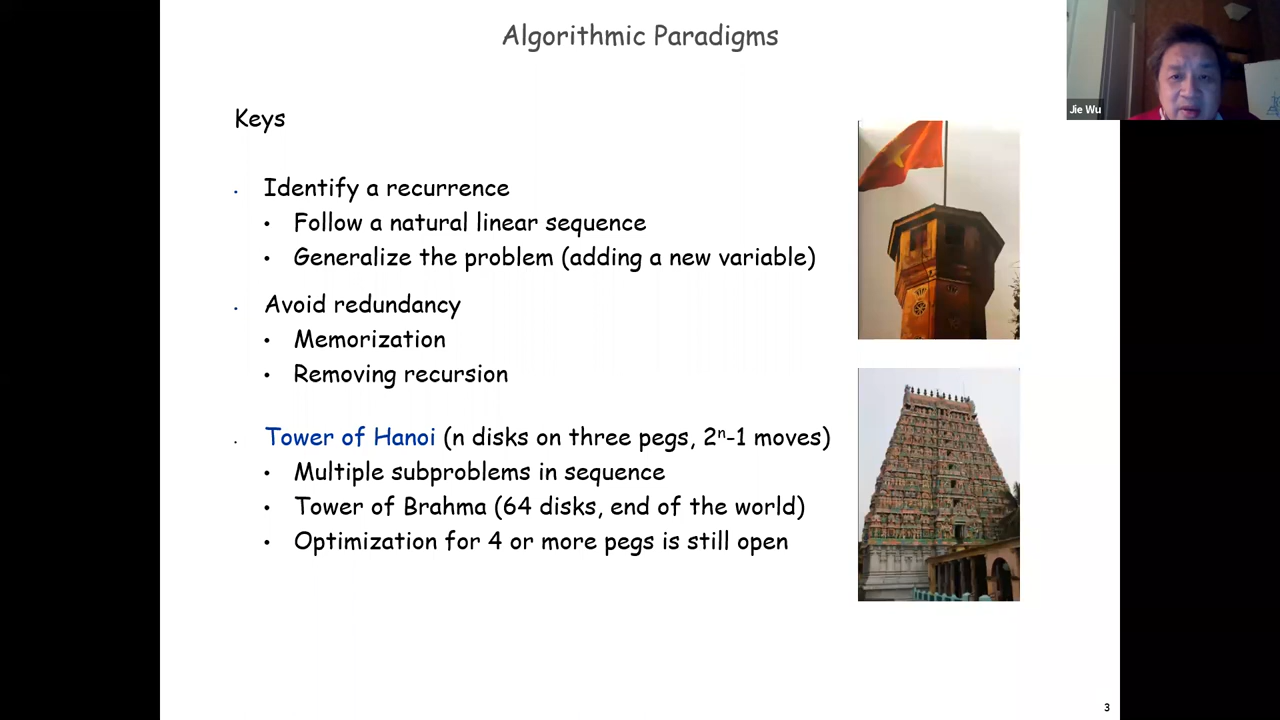 Algorithmic Paradigms
Jie Wu
Keys
Identify a recurrence
Follow a natural linear sequence
Generalize the problem (adding a new variable)
Avoid redundancy
Memorization
Removing recursion
Tower of Hanoi (n disks on three pegs, 2ⁿ-1 moves)
Multiple subproblems in sequence
Tower of Brahma (64 disks, end of the world)
Optimization for 4 or more pegs is still open
3